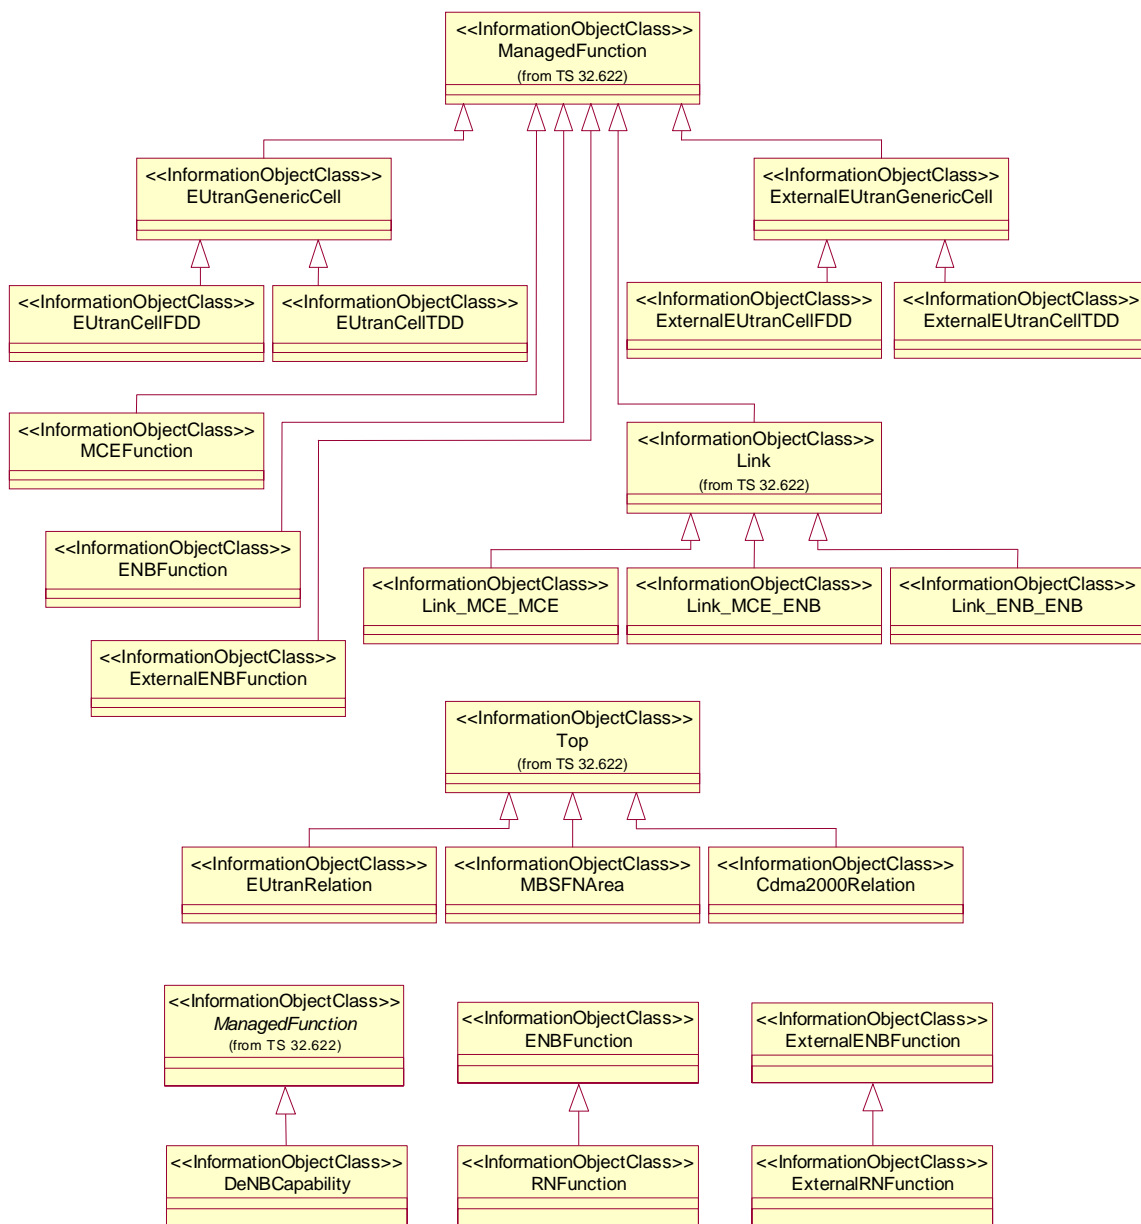 <<InformationObjectClass>>
ManagedFunction
(from TS 32.622)
<<InformationObjectClass>>
EUtranGenericCell
<<InformationObjectClass>>
ExternalEUtranGenericCell
<<InformationObjectClass>>
EUtranCellFDD
<<InformationObjectClass>>
EUtranCellTDD
<<InformationObjectClass>>
ExternalEUtranCellFDD
<<InformationObjectClass>>
ExternalEUtranCellTDD
<<InformationObjectClass>>
MCEFunction
<<InformationObjectClass>>
Link
(from TS 32.622)
<<InformationObjectClass>>
ENBFunction
<<InformationObjectClass>>
Link_MCE_MCE
<<InformationObjectClass>>
Link_MCE_ENB
<<InformationObjectClass>>
Link_ENB_ENB
<<InformationObjectClass>>
ExternalENBFunction
<<InformationObjectClass>>
Top
(from TS 32.622)
<<InformationObjectClass>>
EUtranRelation
<<InformationObjectClass>>
MBSFNArea
<<InformationObjectClass>>
Cdma2000Relation
<<InformationObjectClass>>
ManagedFunction
(from TS 32.622)
<<InformationObjectClass>>
ENBFunction
<<InformationObjectClass>>
ExternalENBFunction
<<InformationObjectClass>>
DeNBCapability
<<InformationObjectClass>>
RNFunction
<<InformationObjectClass>>
ExternalRNFunction